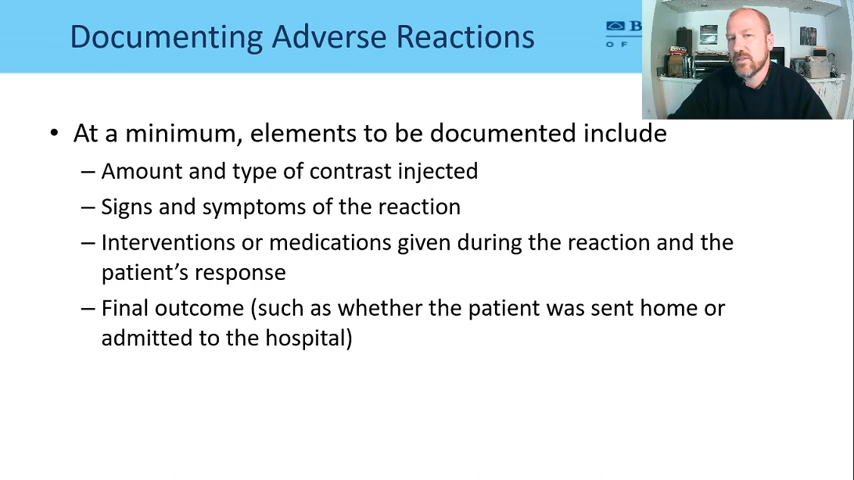 Documenting Adverse Reactions
B
OF
• At a minimum, elements to be documented include
– Amount and type of contrast injected
– Signs and symptoms of the reaction
– Interventions or medications given during the reaction and the
patient's response
– Final outcome (such as whether the patient was sent home or
admitted to the hospital)